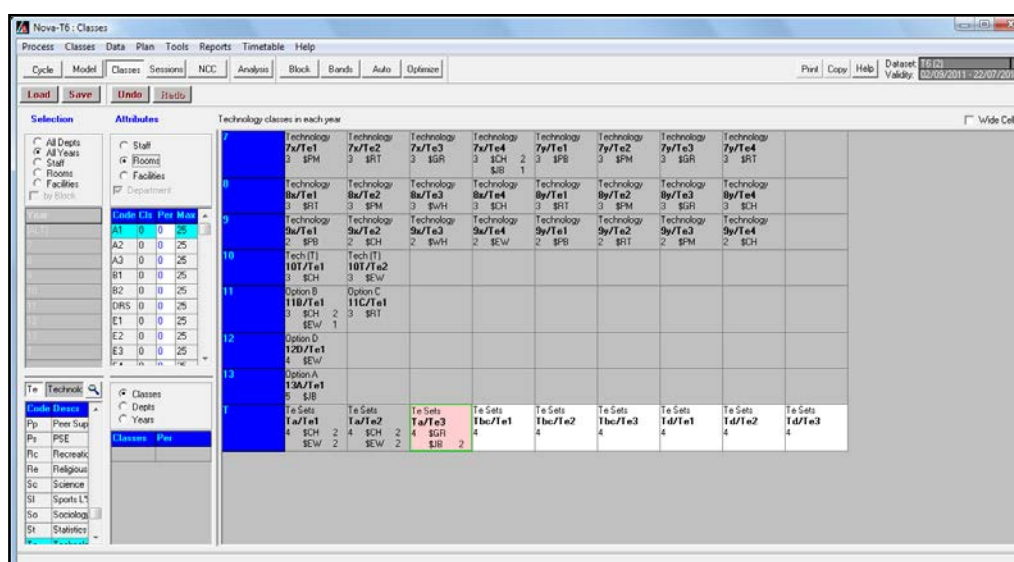 Nova-T6 : Classes
Process Classes Data Plan Tools Reports Timetable Help
Cycle Model Classes Sessions NCC Analysis Block Bands Auto Optimize Print Copy Help Dataset T6 (2)
Validity: 02/09/2011 - 22/07/201
Load Save Undo Redo
Selection Attributes Technology classes in each year Wide Cell
All Depts
All Years
Staff
Rooms
Facilities
by Block
Staff
Rooms
Facilities
Department
Year
Code Cls Per Max
A1 0 0 25
A2 0 0 25
A3 0 0 25
B1 0 0 25
B2 0 0 25
DRS 0 0 25
E1 0 0 25
E2 0 0 25
E3 0 0 25
Te Technolc
Classes
Depts
Years
Code Descr
Pp Peer Sup
Ps PSE
Rc Recreatic
Re Religious
Sc Science
Sl
So Sociology
St Statistics
Classes Per
7 Technology Technology Technology Technology Technology Technology Technology Technology
7x/Te1 7x/Te2 7x/Te3 7x/Te4 7y/Te1 7y/Te2 7y/Te3 7y/Te4
3 $PM 3 $RT 3 $GR 3 $CH 2 3 $PB 3 $PM 3 $GR 3 $RT
$JB 1
8 Technology Technology Technology Technology Technology Technology Technology Technology
8x/Te1 8x/Te2 8x/Te3 8x/Te4 8y/Te1 8y/Te2 8y/Te3 8y/Te4
3 $RT 3 $PM 3 $WH 3 $CH 3 $RT 3 $PM 3 $GR 3 $CH
9 Technology Technology Technology Technology Technology Technology Technology Technology
9x/Te1 9x/Te2 9x/Te3 9x/Te4 9y/Te1 9y/Te2 9y/Te3 9y/Te4
2 $PB 2 $CH 2 $WH 2 $EW 2 $PB 2 $RT 2 $PM 2 $CH
10 Tech (T) Tech (T)
10T/Te1 10T/Te2
3 $CH 3 $EW
11 Option B Option C
11B/Te1 11C/Te1
3 $CH 2 3 $RT
$EW 1
12 Option D
12D/Te1
4 $EW
13 Option A
13A/Te1
5 $JB
T Te Sets Te Sets Te Sets Te Sets Te Sets Te Sets Te Sets Te Sets Te Sets
Ta/Te1 Ta/Te2 Ta/Te3 Tbc/Te1 Tbc/Te2 Tbc/Te3 Td/Te1 Td/Te2 Td/Te3
4 $CH 2 4 $CH 2 4 $GR 4 4 4 4 4 4
$EW 2 $EW 2 $JB 2